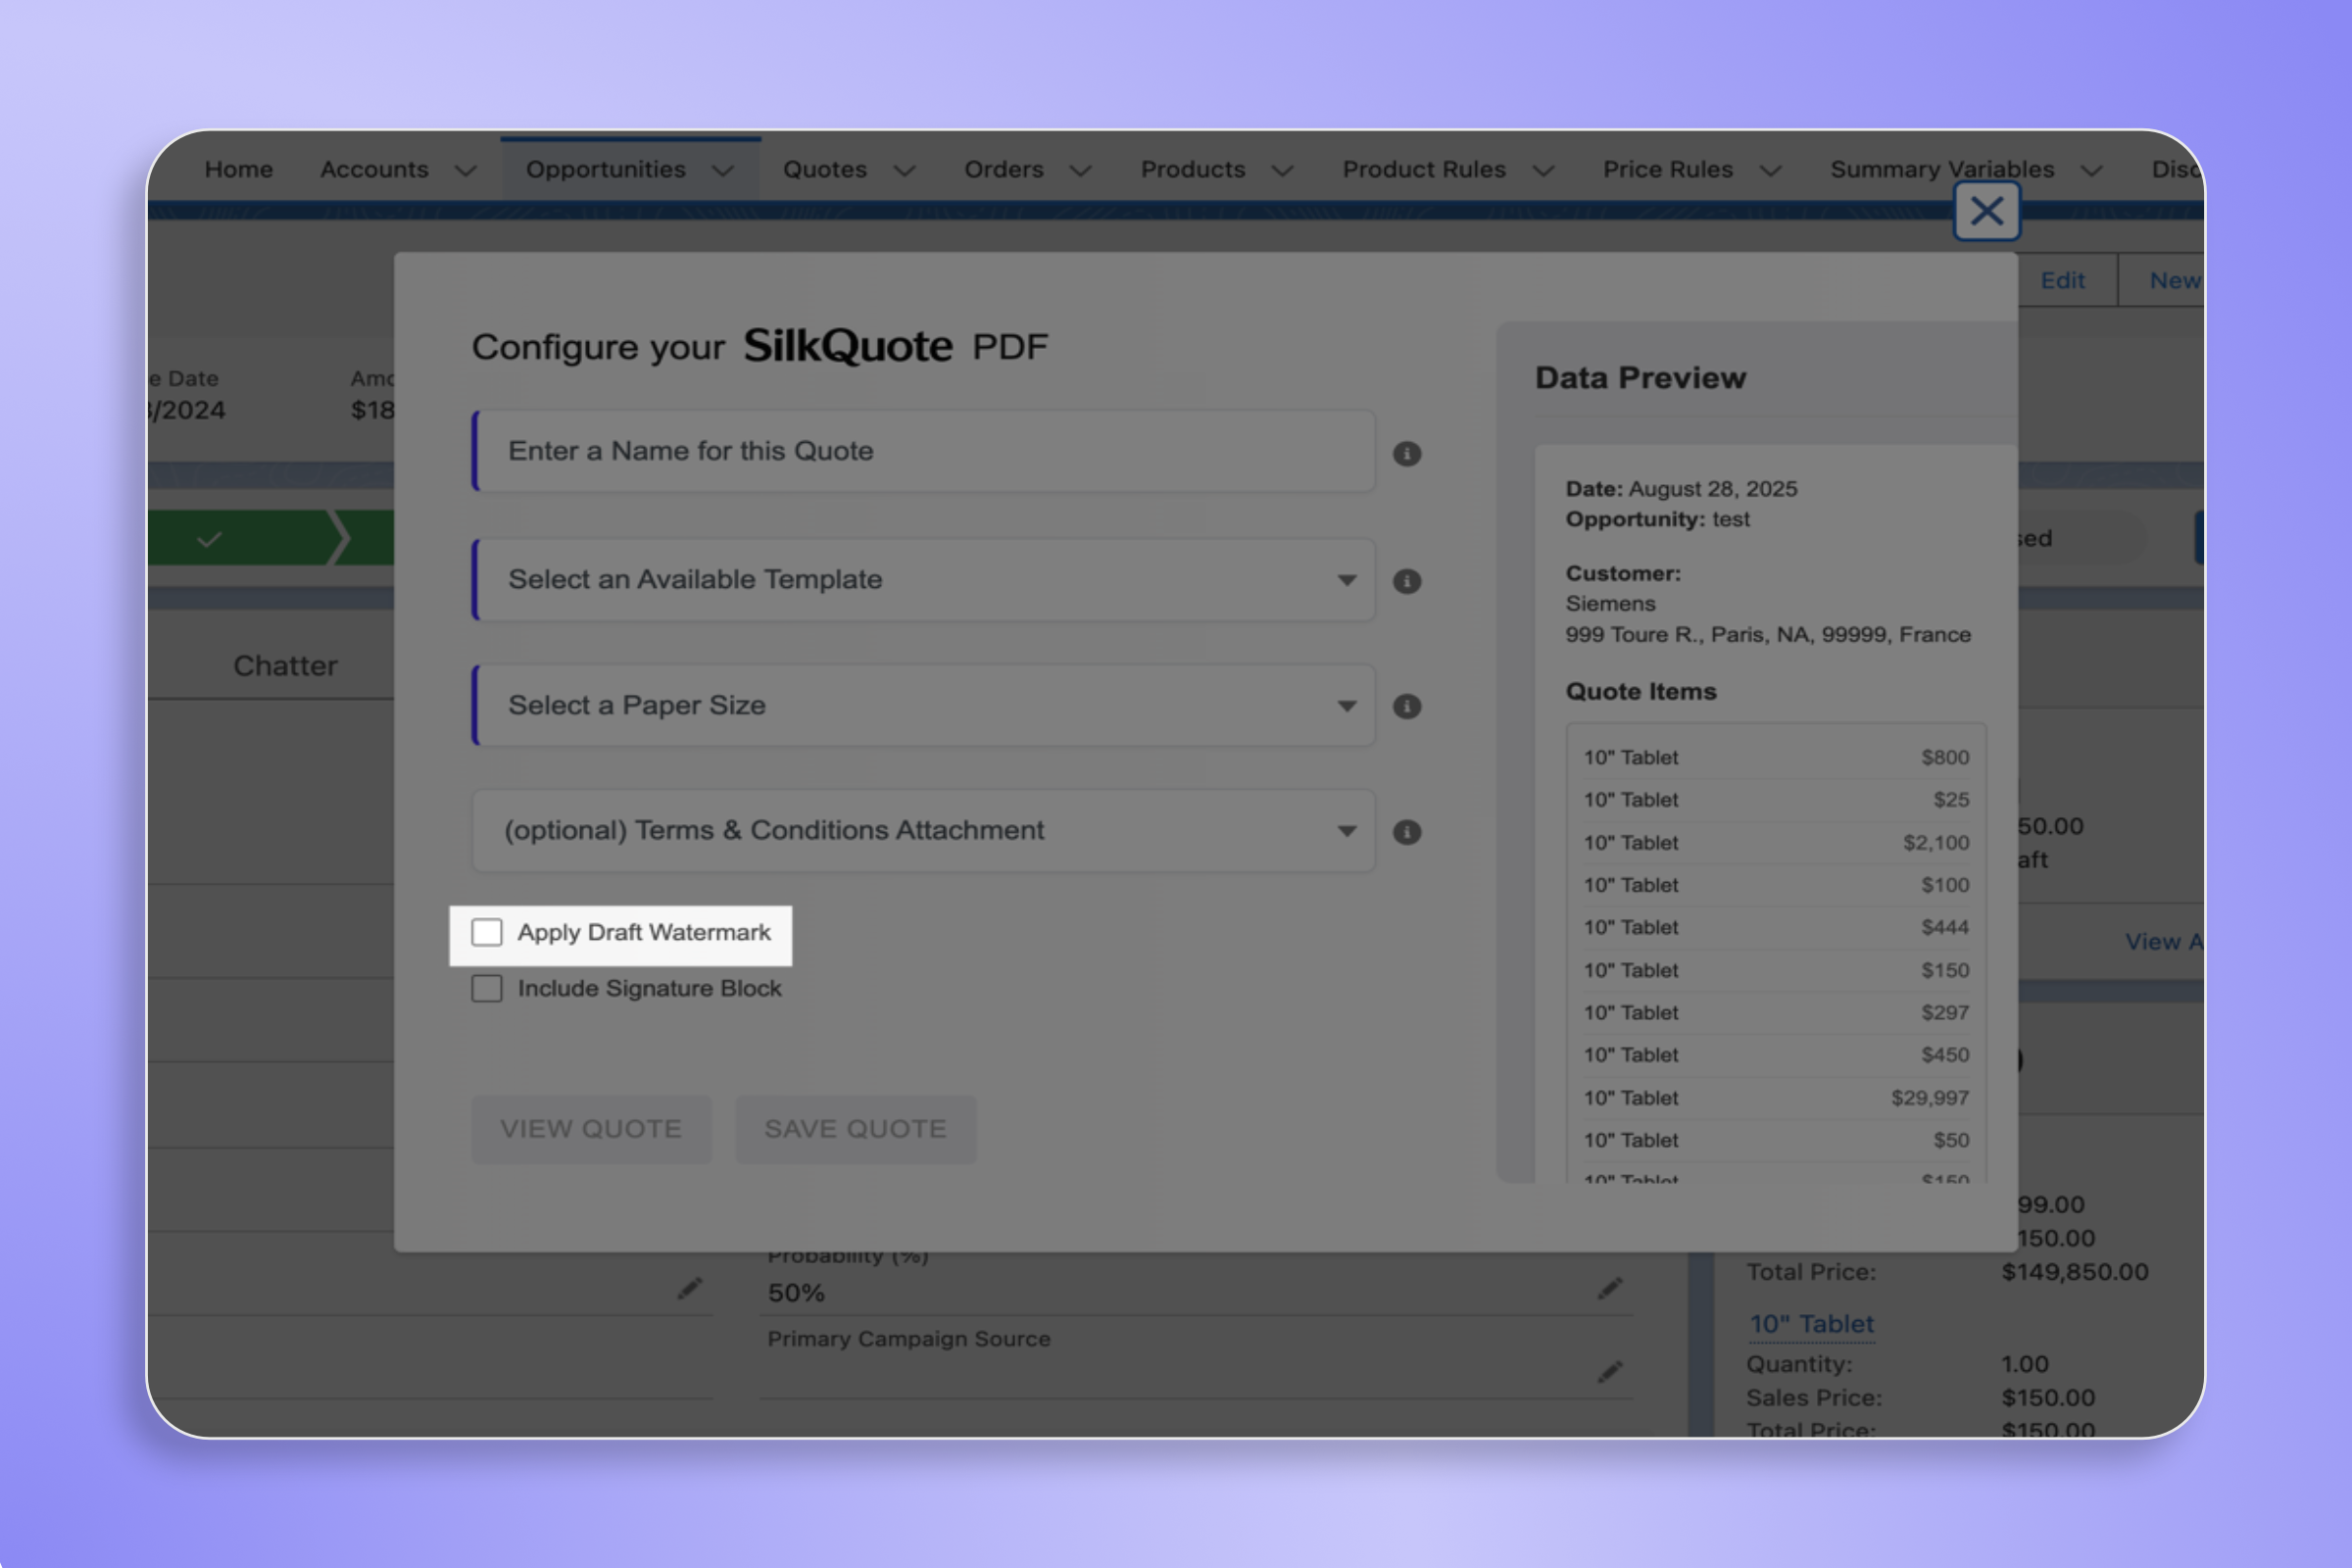 Home Accounts Opportunities Quotes Orders Products Product Rules Price Rules Summary Variables
Edit New
e Date
/2024
$18
Chatter
Configure your SilkQuote PDF
Enter a Name for this Quote
Select an Available Template
Select a Paper Size
(optional) Terms & Conditions Attachment
Apply Draft Watermark
Include Signature Block
VIEW QUOTE SAVE QUOTE
Data Preview
Date: August 28, 2025
Opportunity: test
Customer:
Siemens
999 Toure R., Paris, NA, 99999, France
Quote Items
10" Tablet $800
10" Tablet $25
10" Tablet $2,100
10" Tablet $100
10" Tablet $444
10" Tablet $150
10" Tablet $297
10" Tablet $450
10" Tablet $29,997
10" Tablet $50
10" Tablet $150
sed
50.00
aft
View A
99.00
150.00
Total Price: $149,850.00
10" Tablet
Quantity: 1.00
Sales Price: $150.00
Total Price: $150.00
Probability (%)
50%
Primary Campaign Source